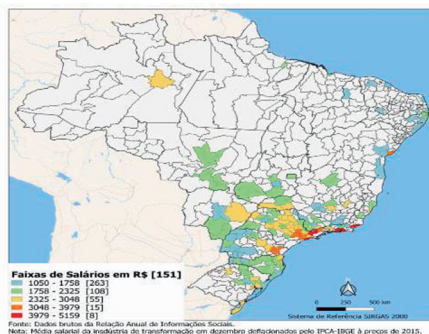 Faixas de Salários em R$ [151]
1050 - 1758 [263]
1758 - 2325 [108]
2325 - 3048 [55]
3048 - 3979 [15]
3979 - 5159 [8]
0 250 500 km
Sistema de Referência SIRGAS 2000
Fonte: Dados brutos da Relação Anual de Informações Sociais.
Nota: Média salarial da insdústria de transformação em dezembro deflacionados pelo IPCA-IBGE à preços de 2015.